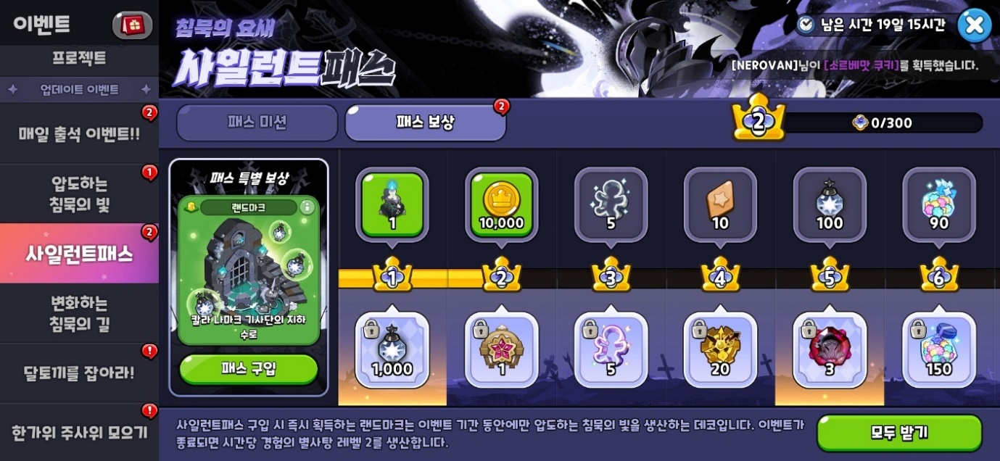 이벤트
프로젝트
업데이트 이벤트
매일 출석 이벤트!!
2
압도하는
침묵의 빛
1
사일런트패스
2
변화하는
침묵의 길
달토끼를 잡아라!
!
한가위 주사위 모으기
!
침묵의 요새
사일런트패스
남은 시간 19일 15시간
[NEROVAN]님이 [소르베맛 쿠키]를 획득했습니다.
패스 미션
패스 보상
2
2
0/300
패스 특별 보상
랜드마크
i
칼라 나마크 기사단의 지하
수로
패스 구입
1
10,000
5
10
100
90
1
2
3
4
5
6
1,000
1
5
20
3
150
사일런트패스 구입 시 즉시 획득하는 랜드마크는 이벤트 기간 동안에만 압도하는 침묵의 빛을 생산하는 데코입니다. 이벤트가
종료되면 시간당 경험의 별사탕 레벨 2를 생산합니다.
모두 받기